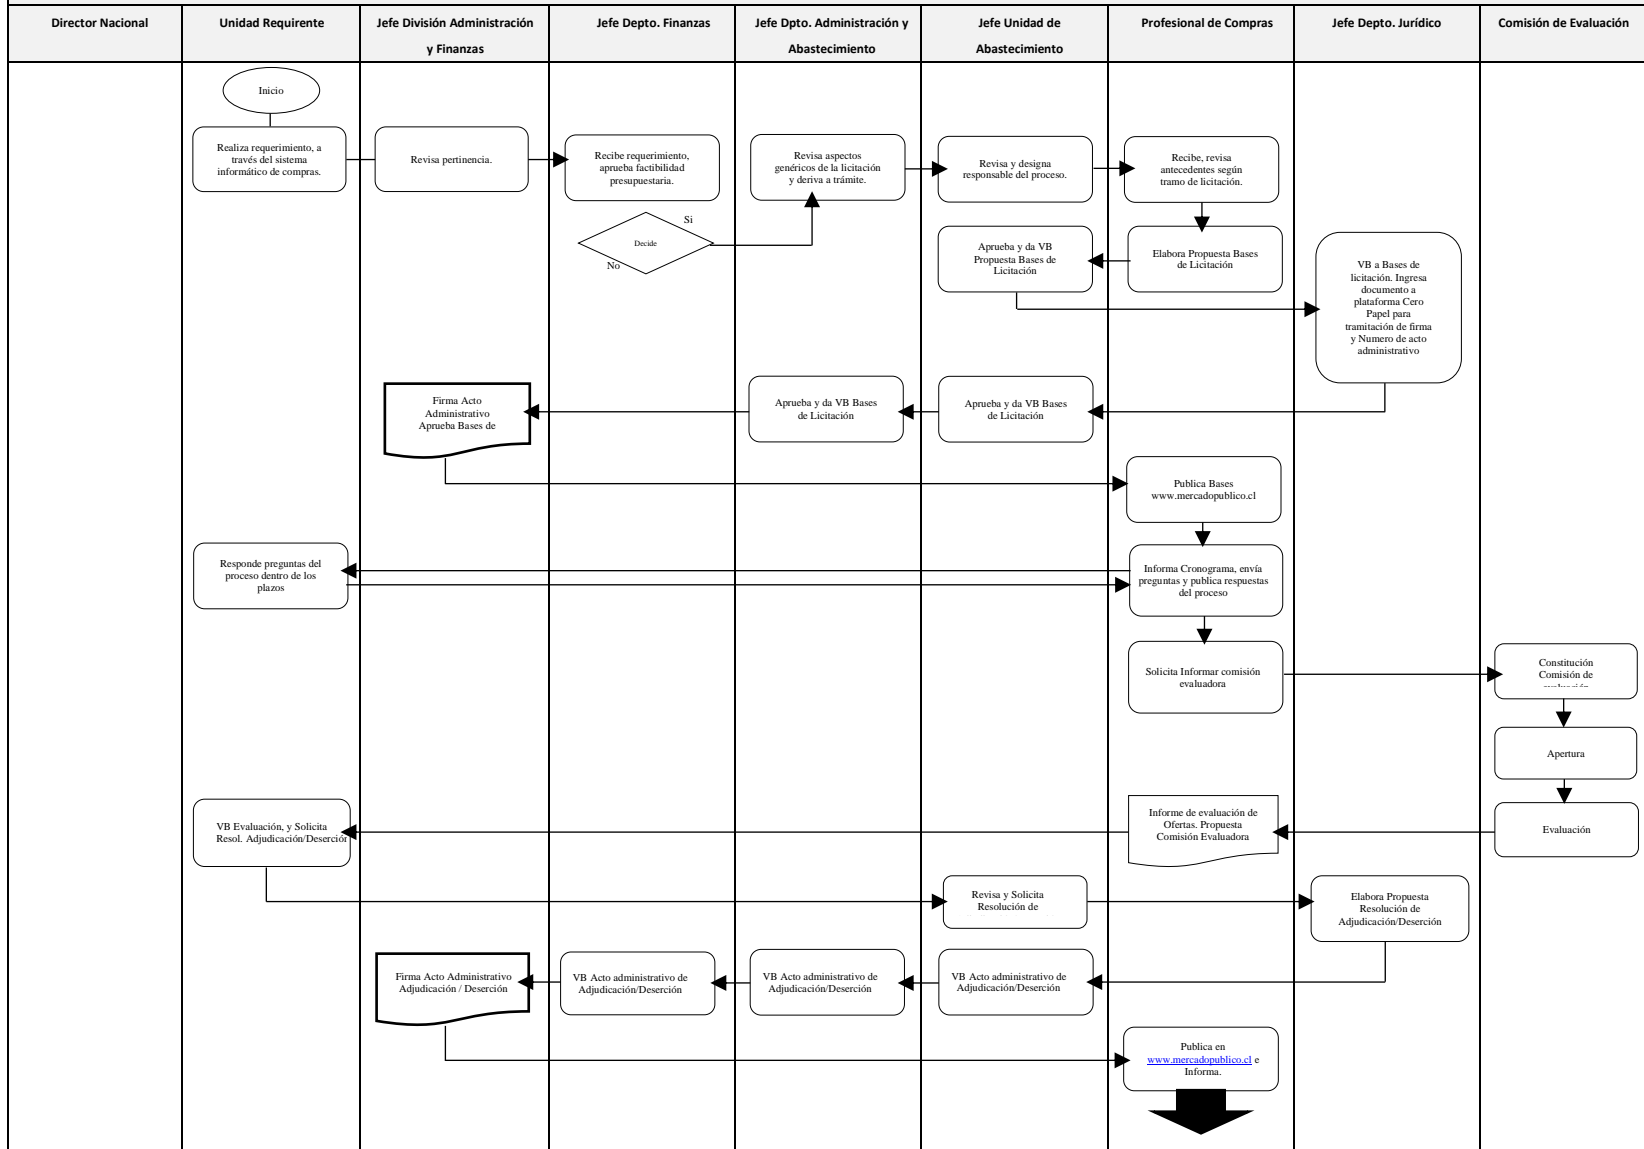 Director Nacional
Unidad Requirente
Jefe División Administración
y Finanzas
Jefe Depto. Finanzas
Jefe Dpto. Administración y
Abastecimiento
Jefe Unidad de
Abastecimiento
Profesional de Compras
Jefe Depto. Jurídico
Comisión de Evaluación
Inicio
Realiza requerimiento, a
través del sistema
informático de compras.
Revisa pertinencia.
Recibe requerimiento,
aprueba factibilidad
presupuestaria.
Revisa aspectos
genéricos de la licitación
y deriva a trámite.
Revisa y designa
responsable del proceso.
Recibe, revisa
antecedentes según
tramo de licitación.
Si
Decide
No
Aprueba y da VB
Propuesta Bases de
Licitación
Elabora Propuesta Bases
de Licitación
VB a Bases de
licitación. Ingresa
documento a
plataforma Cero
Papel para
tramitación de firma
y Numero de acto
administrativo
Firma Acto
Administrativo
Aprueba Bases de
Aprueba y da VB Bases
de Licitación
Aprueba y da VB Bases
de Licitación
Publica Bases
www.mercadopublico.cl
Responde preguntas del
proceso dentro de los
plazos
Informa Cronograma, envía
preguntas y publica respuestas
del proceso
Solicita Informar comisión
evaluadora
Constitución
Comisión de
Apertura
VB Evaluación, y Solicita
Resol. Adjudicación/Deserción
Informe de evaluación de
Ofertas. Propuesta
Comisión Evaluadora
Evaluación
Revisa y Solicita
Resolución de
Elabora Propuesta
Resolución de
Adjudicación/Deserción
Firma Acto Administrativo
Adjudicación / Deserción
VB Acto administrativo de
Adjudicación/Deserción
VB Acto administrativo de
Adjudicación/Deserción
VB Acto administrativo de
Adjudicación/Deserción
Publica en
www.mercadopublico.cl e
Informa.